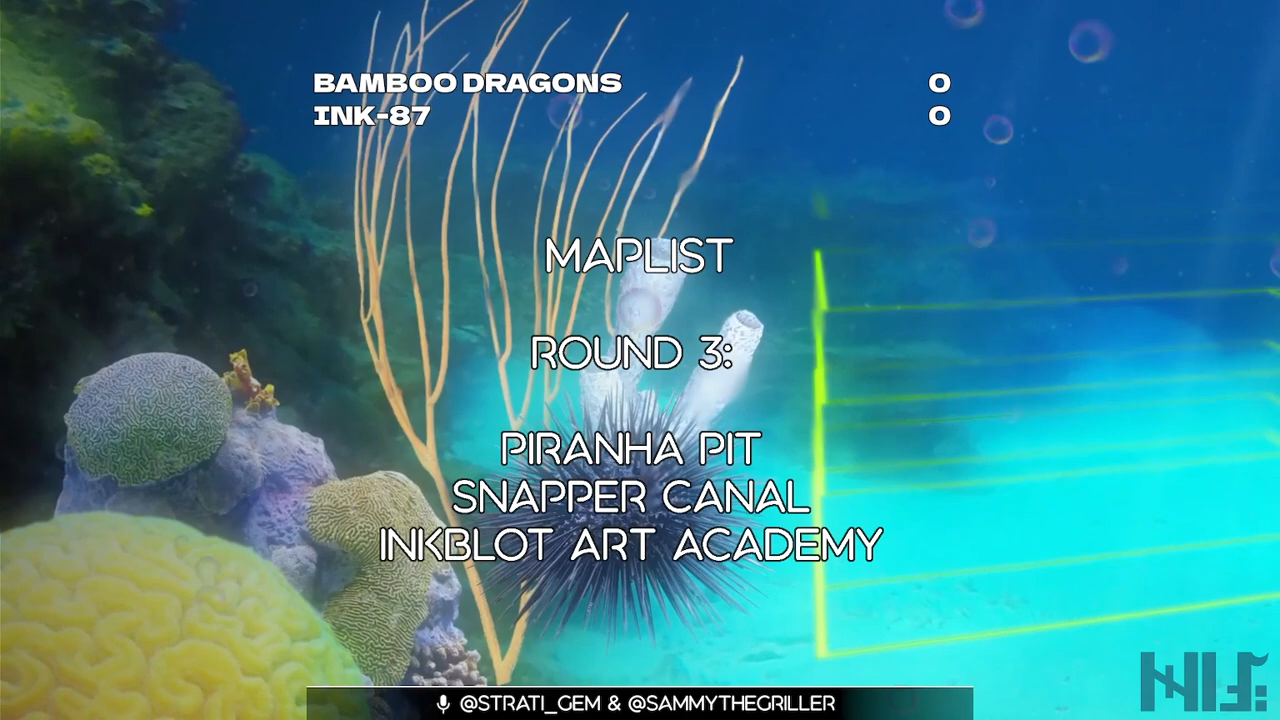 BAMBOO DRAGONS 0
INK-87 0
MAPLIST
ROUND 3:
PIRANHA PIT
SNAPPER CANAL
INKBLOT ART ACADEMY
@STRATI_GEM & @SAMMYTHEGRILLER